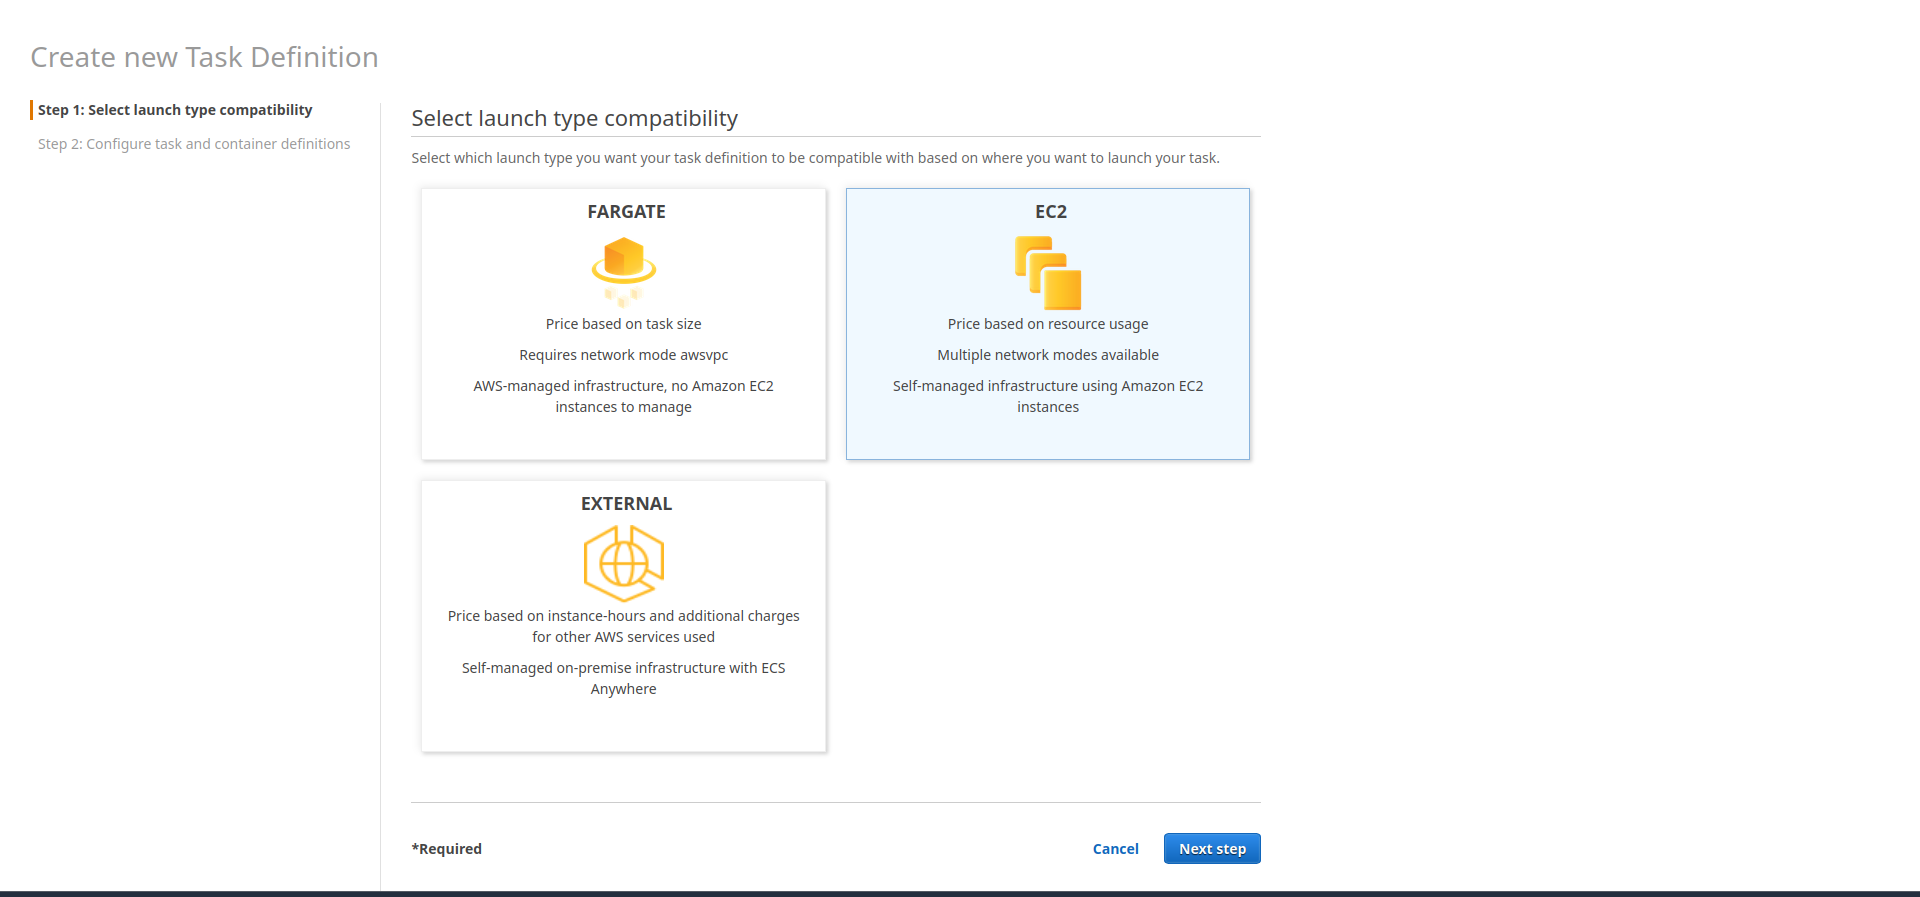 Create new Task Definition
Step 1: Select launch type compatibility
Step 2: Configure task and container definitions
Select launch type compatibility
Select which launch type you want your task definition to be compatible with based on where you want to launch your task.
FARGATE
Price based on task size
Requires network mode awsvpc
AWS-managed infrastructure, no Amazon EC2
instances to manage
EC2
Price based on resource usage
Multiple network modes available
Self-managed infrastructure using Amazon EC2
instances
EXTERNAL
Price based on instance-hours and additional charges
for other AWS services used
Self-managed on-premise infrastructure with ECS
Anywhere
*Required
Cancel
Next step